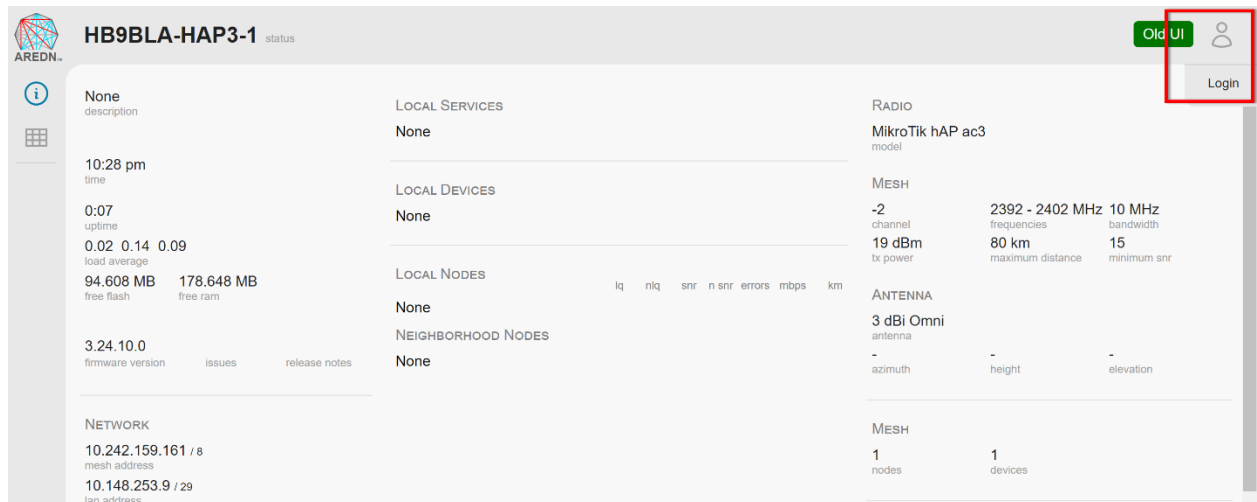 AREDN™
HB9BLA-HAP3-1 status
Old UI
Login
None
description
10:28 pm
time
0:07
uptime
0.02 0.14 0.09
load average
94.608 MB 178.648 MB
free flash free ram
3.24.10.0
firmware version issues release notes
NETWORK
10.242.159.161 / 8
mesh address
10.148.253.9 / 29
lan address
LOCAL SERVICES
None
LOCAL DEVICES
None
LOCAL NODES
lq nlq snr n snr errors mbps km
None
NEIGHBORHOOD NODES
None
RADIO
MikroTik hAP ac3
model
MESH
-2 2392 - 2402 MHz 10 MHz
channel frequencies bandwidth
19 dBm 80 km 15
tx power maximum distance minimum snr
ANTENNA
3 dBi Omni
antenna
- - -
azimuth height elevation
MESH
1 1
nodes devices